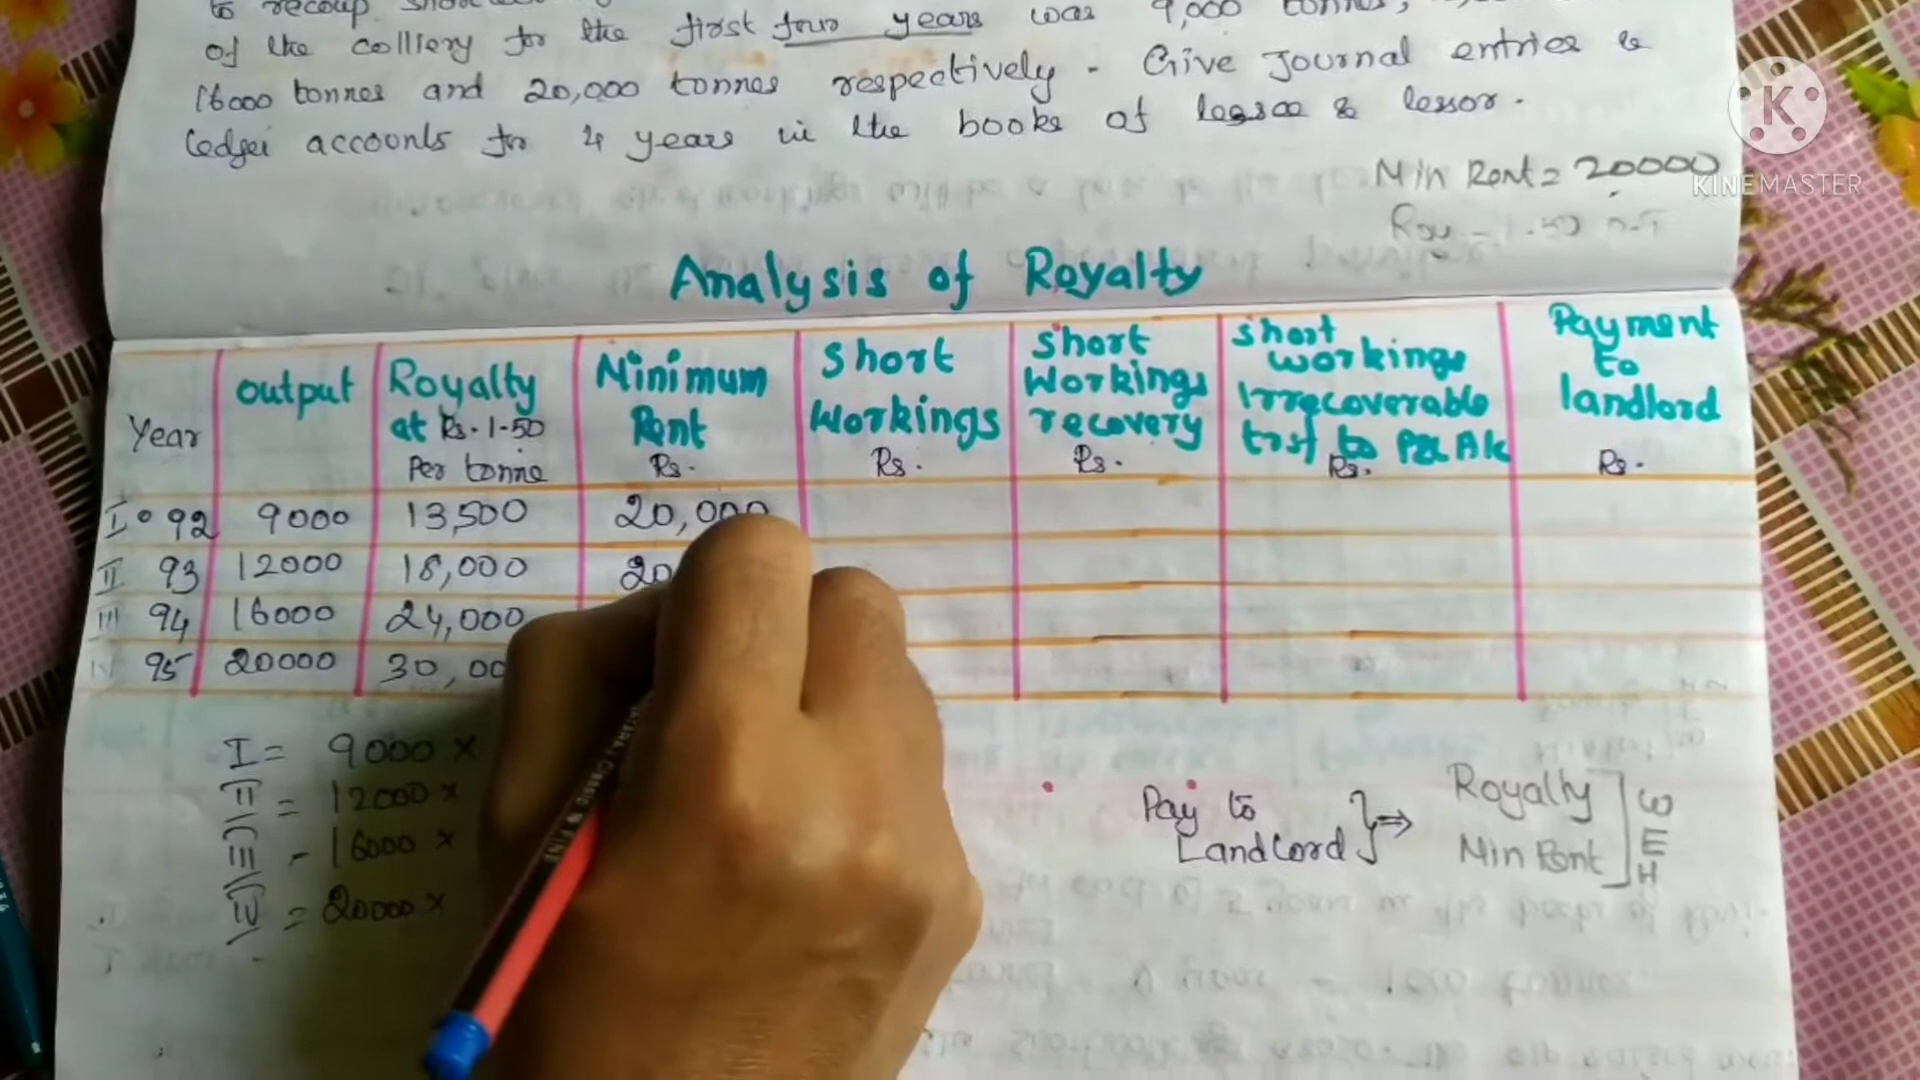 to recoup
of the colliery for the first four years was 9,000
16000 tonnes and 20,000 tonnes respectively - Give Journal entries &
Ledger accounts for 4 years in the books of lessee & lessor.
Min Rent = 20000
KINEMASTER
Analysis of Royalty
Year output Royalty at Rs. 1-50 Per tonne Minimum Rent Rs. Short Workings Rs. Short Workings recovery Rs. Short workings Irrecoverable trsf to P&L A/c Rs. Payment to landlord Rs.
I 92 9000 13,500 20,000
II 93 12000 18,000 20
III 94 16000 24,000
IV 95 20000 30,00
I = 9000 ×
II = 12000 ×
III - 16000 ×
IV = 20000 ×
Pay to Landlord } ⇒ Royalty
Min Rent